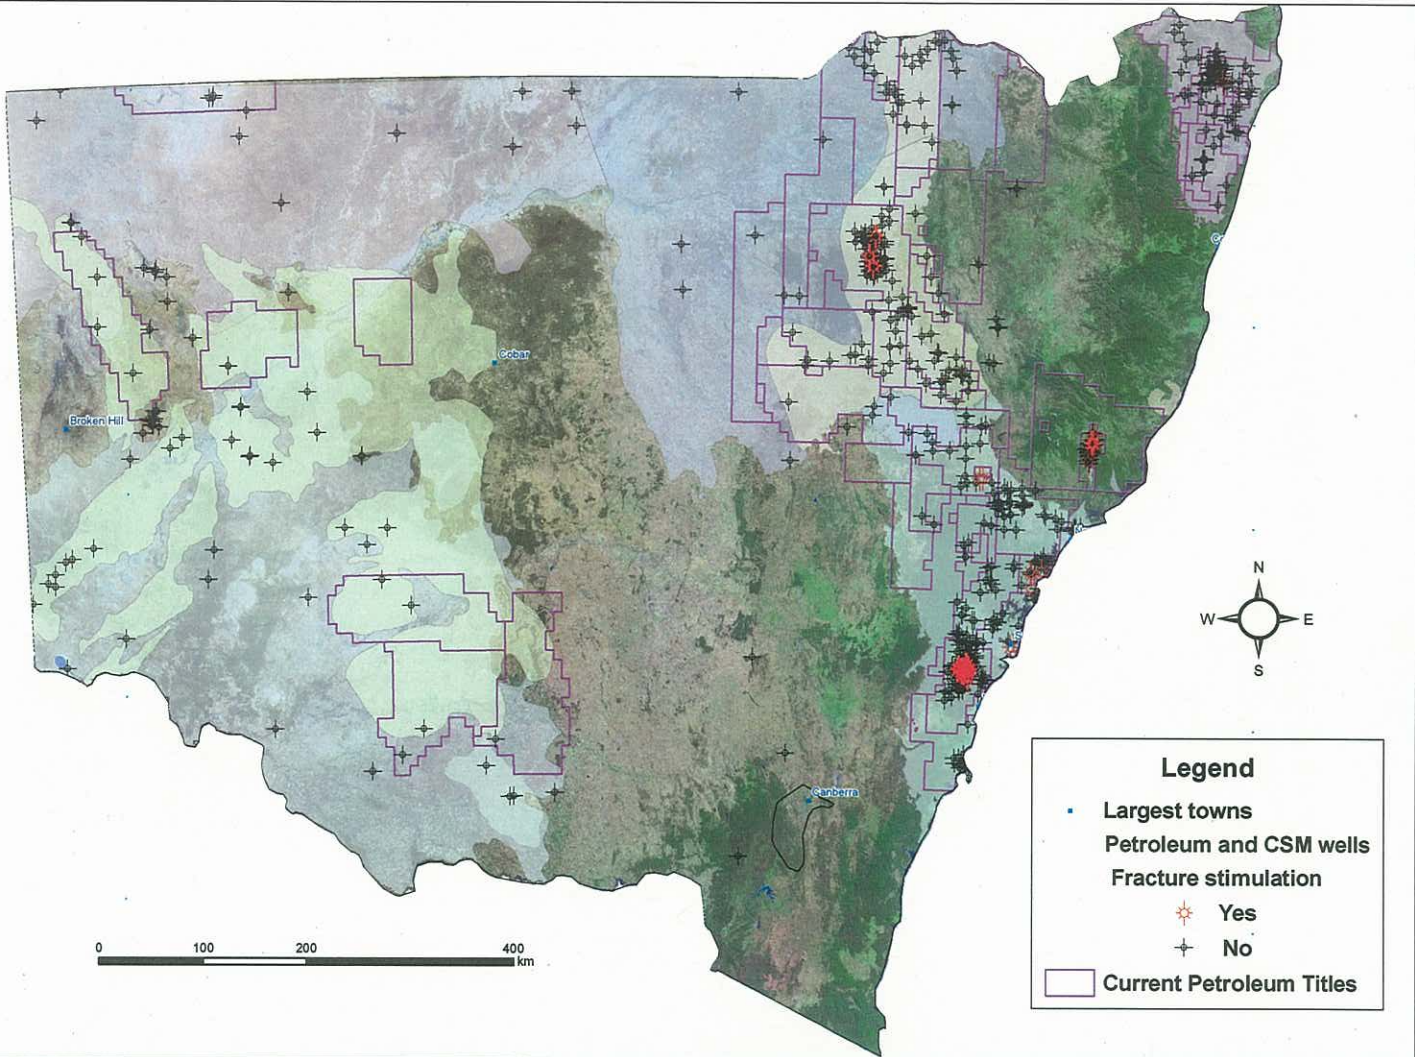 Cobar
Broken Hill
N
W
E
S
Canberra
Legend
Largest towns
Petroleum and CSM wells
Fracture stimulation
Yes
No
Current Petroleum Titles
0 100 200 400
km